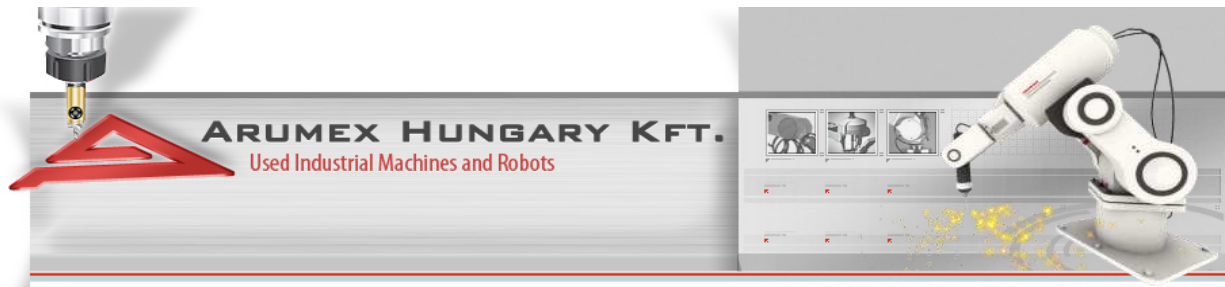 ARUMEX HUNGARY KFT.
Used Industrial Machines and Robots